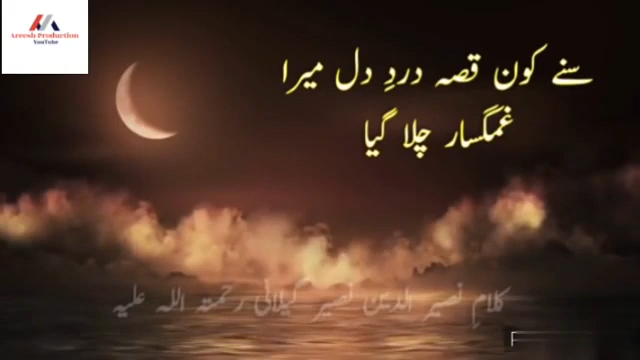 Areesh Production
YouTube
سنے کون قصہ دردِ دل میرا
غمگسار چلا گیا
کلامِ نصیر الدین نصیر گیلانی رحمتہ اللہ علیہ